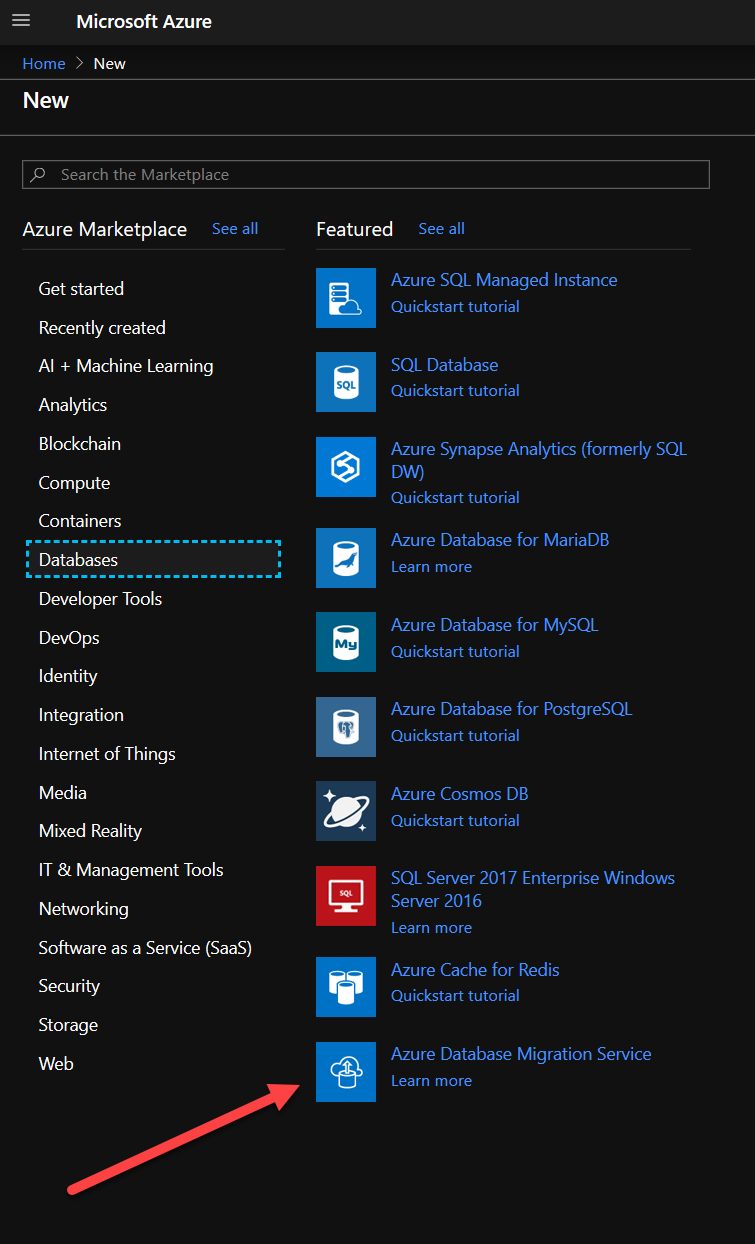 Microsoft Azure
Home > New
New
Search the Marketplace
Azure Marketplace See all
Get started
Recently created
AI + Machine Learning
Analytics
Blockchain
Compute
Containers
Databases
Developer Tools
DevOps
Identity
Integration
Internet of Things
Media
Mixed Reality
IT & Management Tools
Networking
Software as a Service (SaaS)
Security
Storage
Web
Featured See all
Azure SQL Managed Instance
Quickstart tutorial
SQL
SQL Database
Quickstart tutorial
Azure Synapse Analytics (formerly SQL
DW)
Quickstart tutorial
Azure Database for MariaDB
Learn more
My
Azure Database for MySQL
Quickstart tutorial
Azure Database for PostgreSQL
Quickstart tutorial
Azure Cosmos DB
Quickstart tutorial
SQL
SQL Server 2017 Enterprise Windows
Server 2016
Learn more
Azure Cache for Redis
Quickstart tutorial
Azure Database Migration Service
Learn more